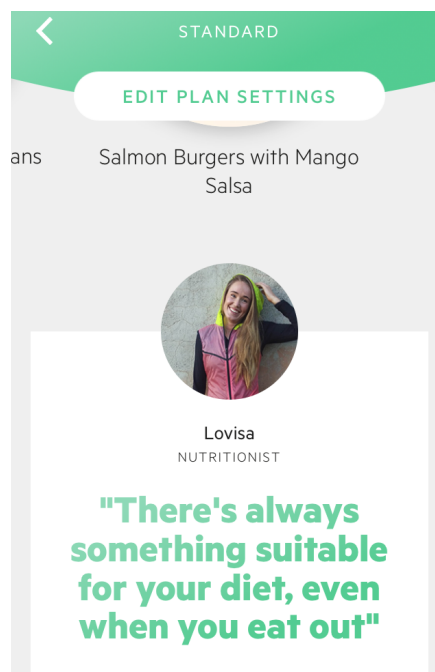 STANDARD
EDIT PLAN SETTINGS
ans
Salmon Burgers with Mango
Salsa
Lovisa
NUTRITIONIST
"There's always
something suitable
for your diet, even
when you eat out"